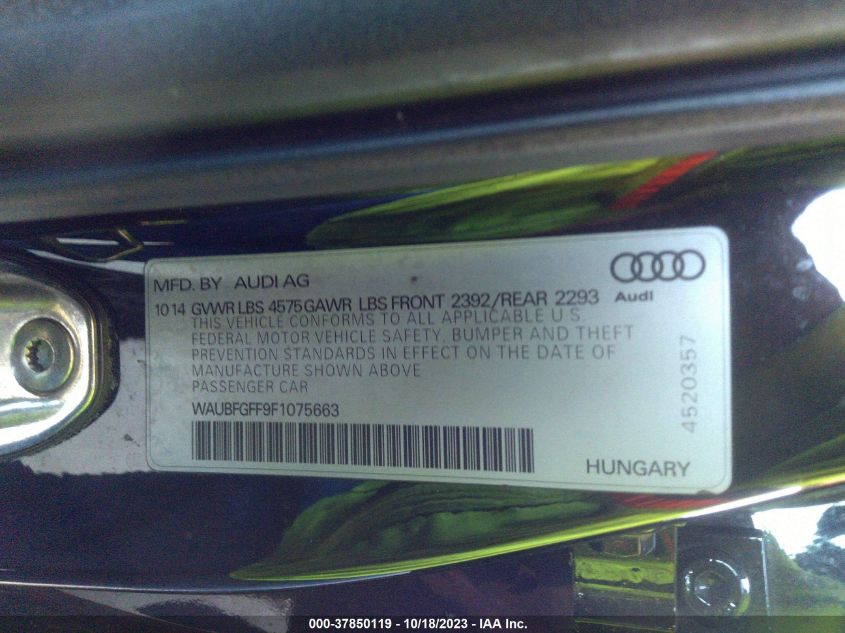 MFD. BY AUDI AG
1014 GVWR LBS 4575 GAWR LBS FRONT 2392/REAR 2293
Audi
THIS VEHICLE CONFORMS TO ALL APPLICABLE U.S.
FEDERAL MOTOR VEHICLE SAFETY, BUMPER AND THEFT
PREVENTION STANDARDS IN EFFECT ON THE DATE OF
MANUFACTURE SHOWN ABOVE
PASSENGER CAR
WAUBFGFF9F1075663
4520357
HUNGARY
000-37850119 - 10/18/2023 - IAA Inc.